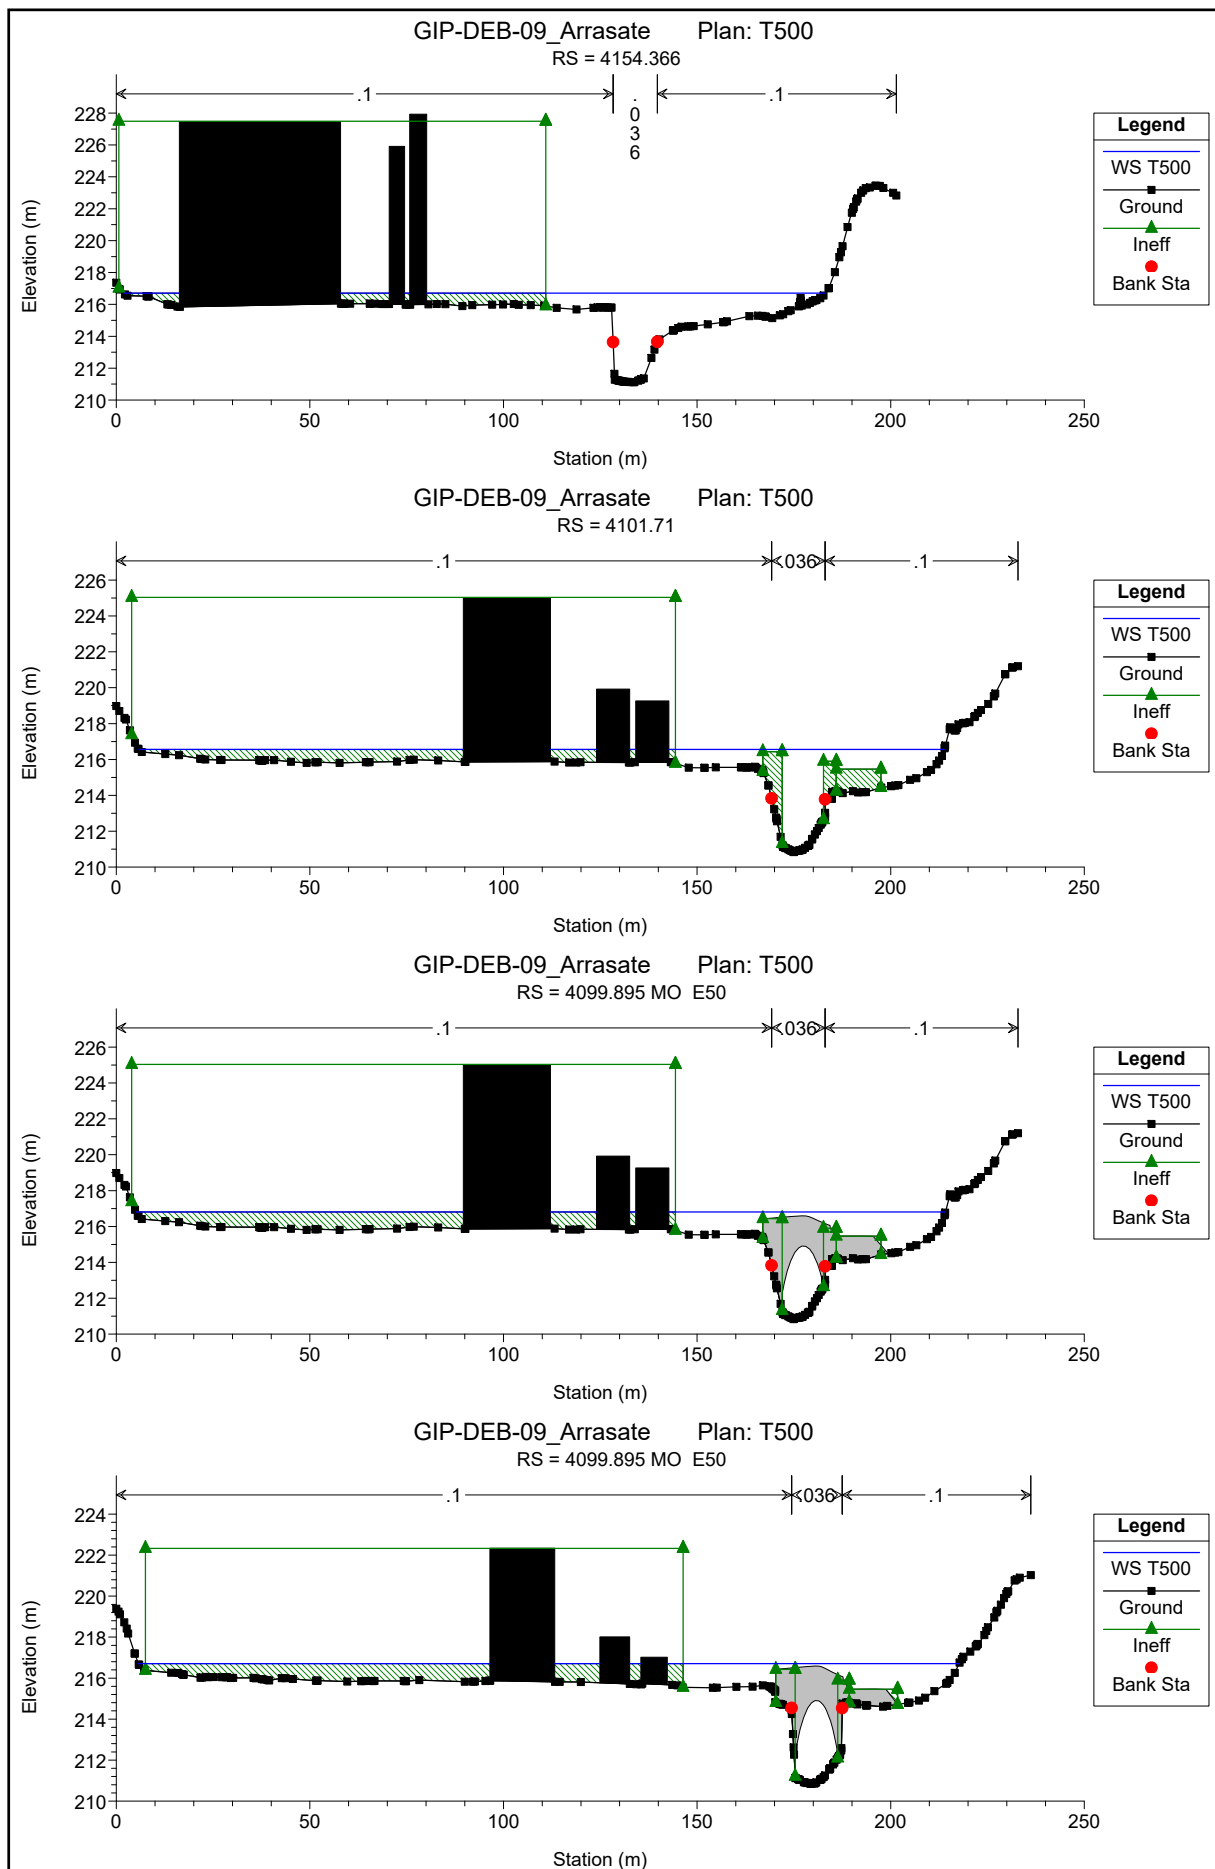 GIP-DEB-09_Arrasate Plan: T500
RS = 4154.366
.1 .036 .1
228
226
224
222
220
218
216
214
212
210
Elevation (m)
0 50 100 150 200 250
Station (m)
Legend
WS T500
Ground
Ineff
Bank Sta
GIP-DEB-09_Arrasate Plan: T500
RS = 4101.71
.1 .036 .1
226
224
222
220
218
216
214
212
210
Elevation (m)
0 50 100 150 200 250
Station (m)
Legend
WS T500
Ground
Ineff
Bank Sta
GIP-DEB-09_Arrasate Plan: T500
RS = 4099.895 MO E50
.1 .036 .1
226
224
222
220
218
216
214
212
210
Elevation (m)
0 50 100 150 200 250
Station (m)
Legend
WS T500
Ground
Ineff
Bank Sta
GIP-DEB-09_Arrasate Plan: T500
RS = 4099.895 MO E50
.1 .036 .1
224
222
220
218
216
214
212
210
Elevation (m)
0 50 100 150 200 250
Station (m)
Legend
WS T500
Ground
Ineff
Bank Sta